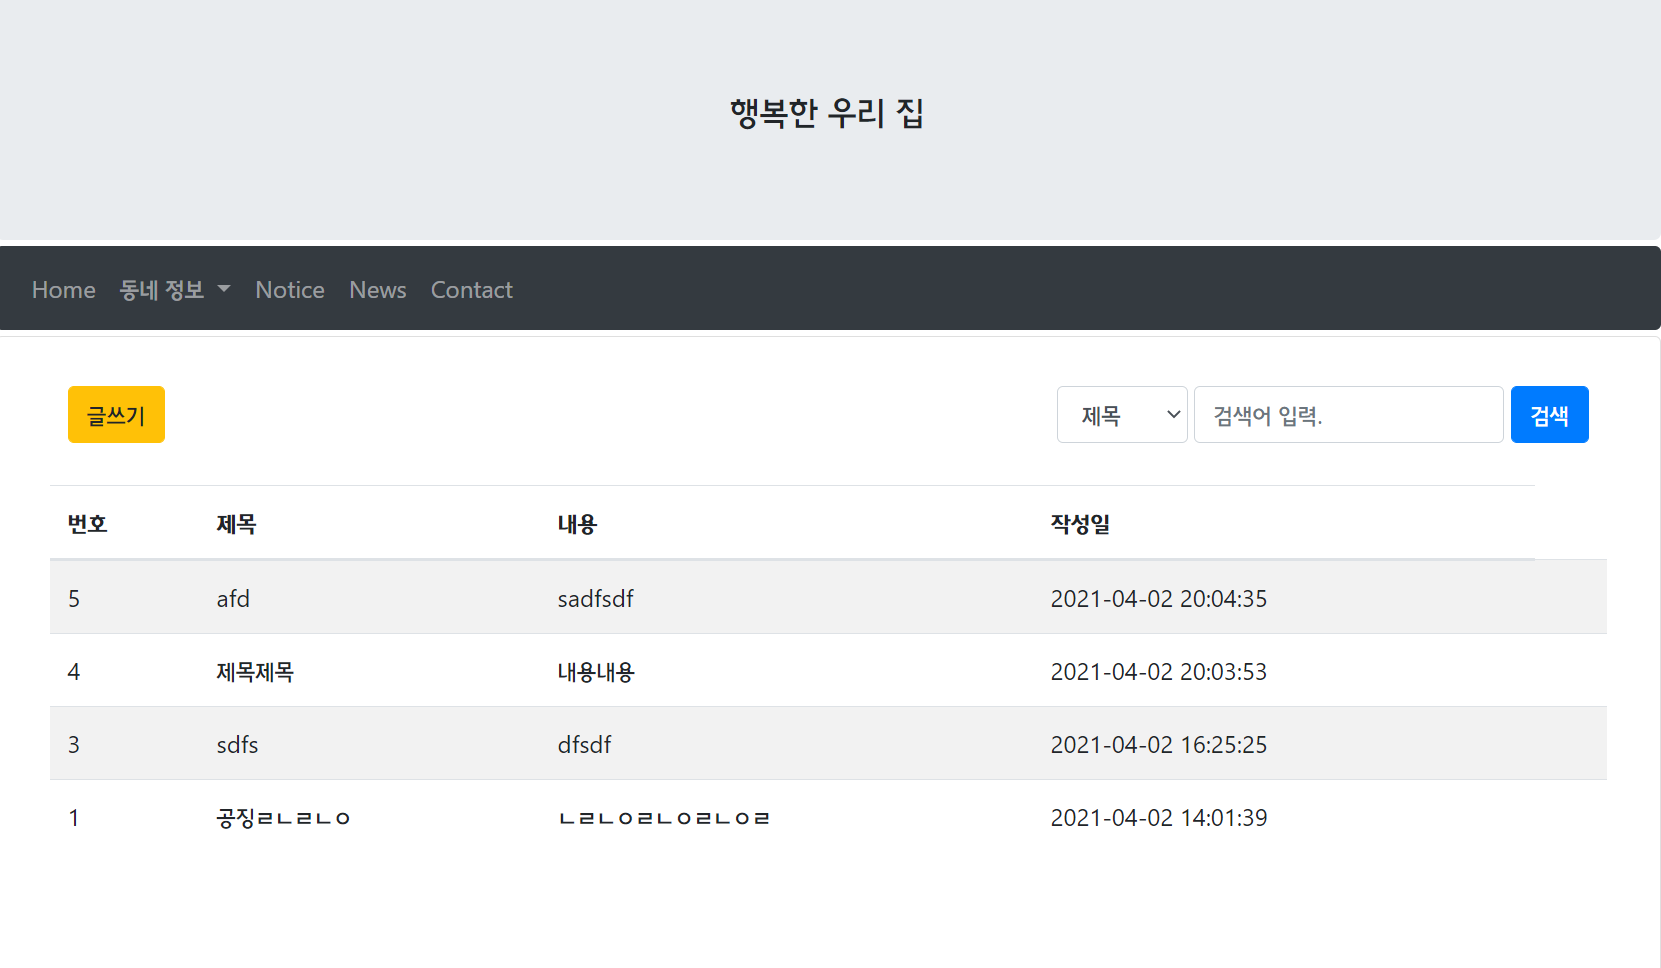 행복한 우리 집
Home 동네 정보 Notice News Contact
글쓰기 제목 검색어 입력. 검색
번호 제목 내용 작성일
5 afd sadfsdf 2021-04-02 20:04:35
4 제목제목 내용내용 2021-04-02 20:03:53
3 sdfs dfsdf 2021-04-02 16:25:25
1 공징ㄹㄴㄹㄴㅇ ㄴㄹㄴㅇㄹㄴㅇㄹㄴㅇㄹ 2021-04-02 14:01:39